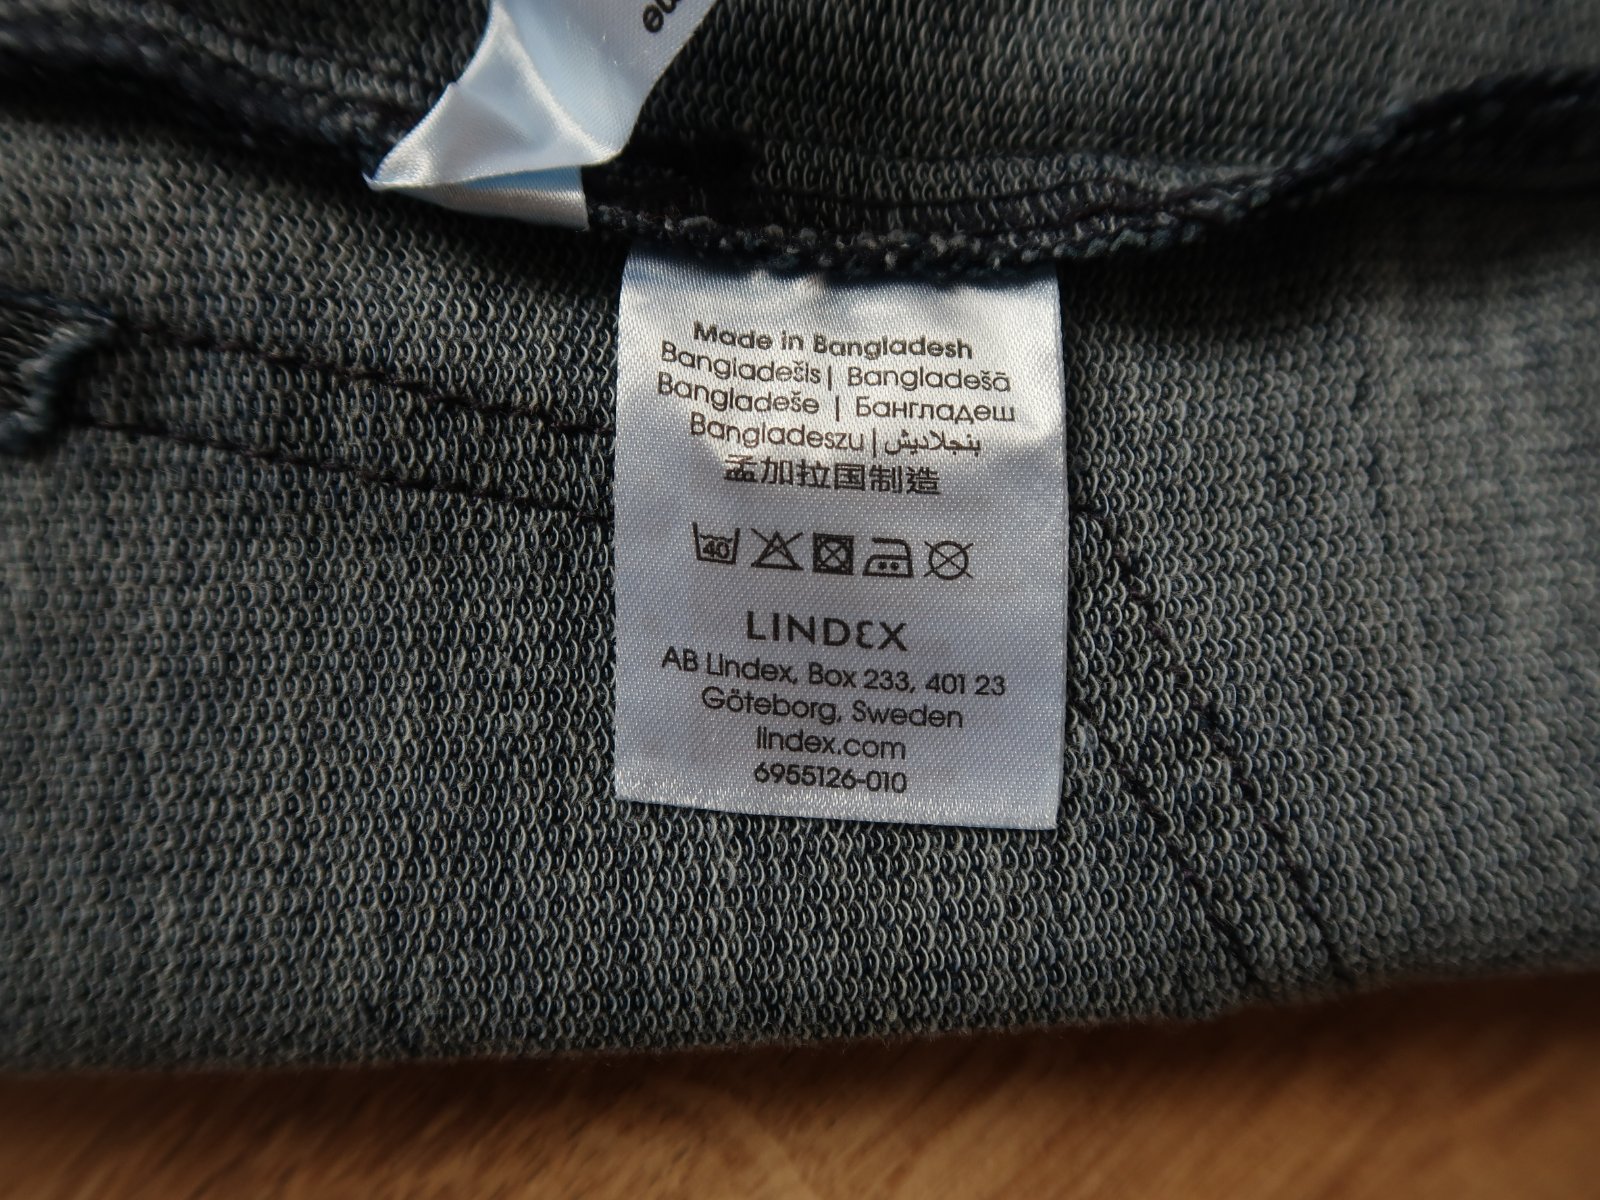 Made in Bangladesh
Bangladešis | Bangladešā
Bangladeše | Бангладеш
Bangladeszu | بنجلاديش
孟加拉国制造
40
LINDEX
AB Lindex, Box 233, 401 23
Göteborg, Sweden
lindex.com
6955126-010